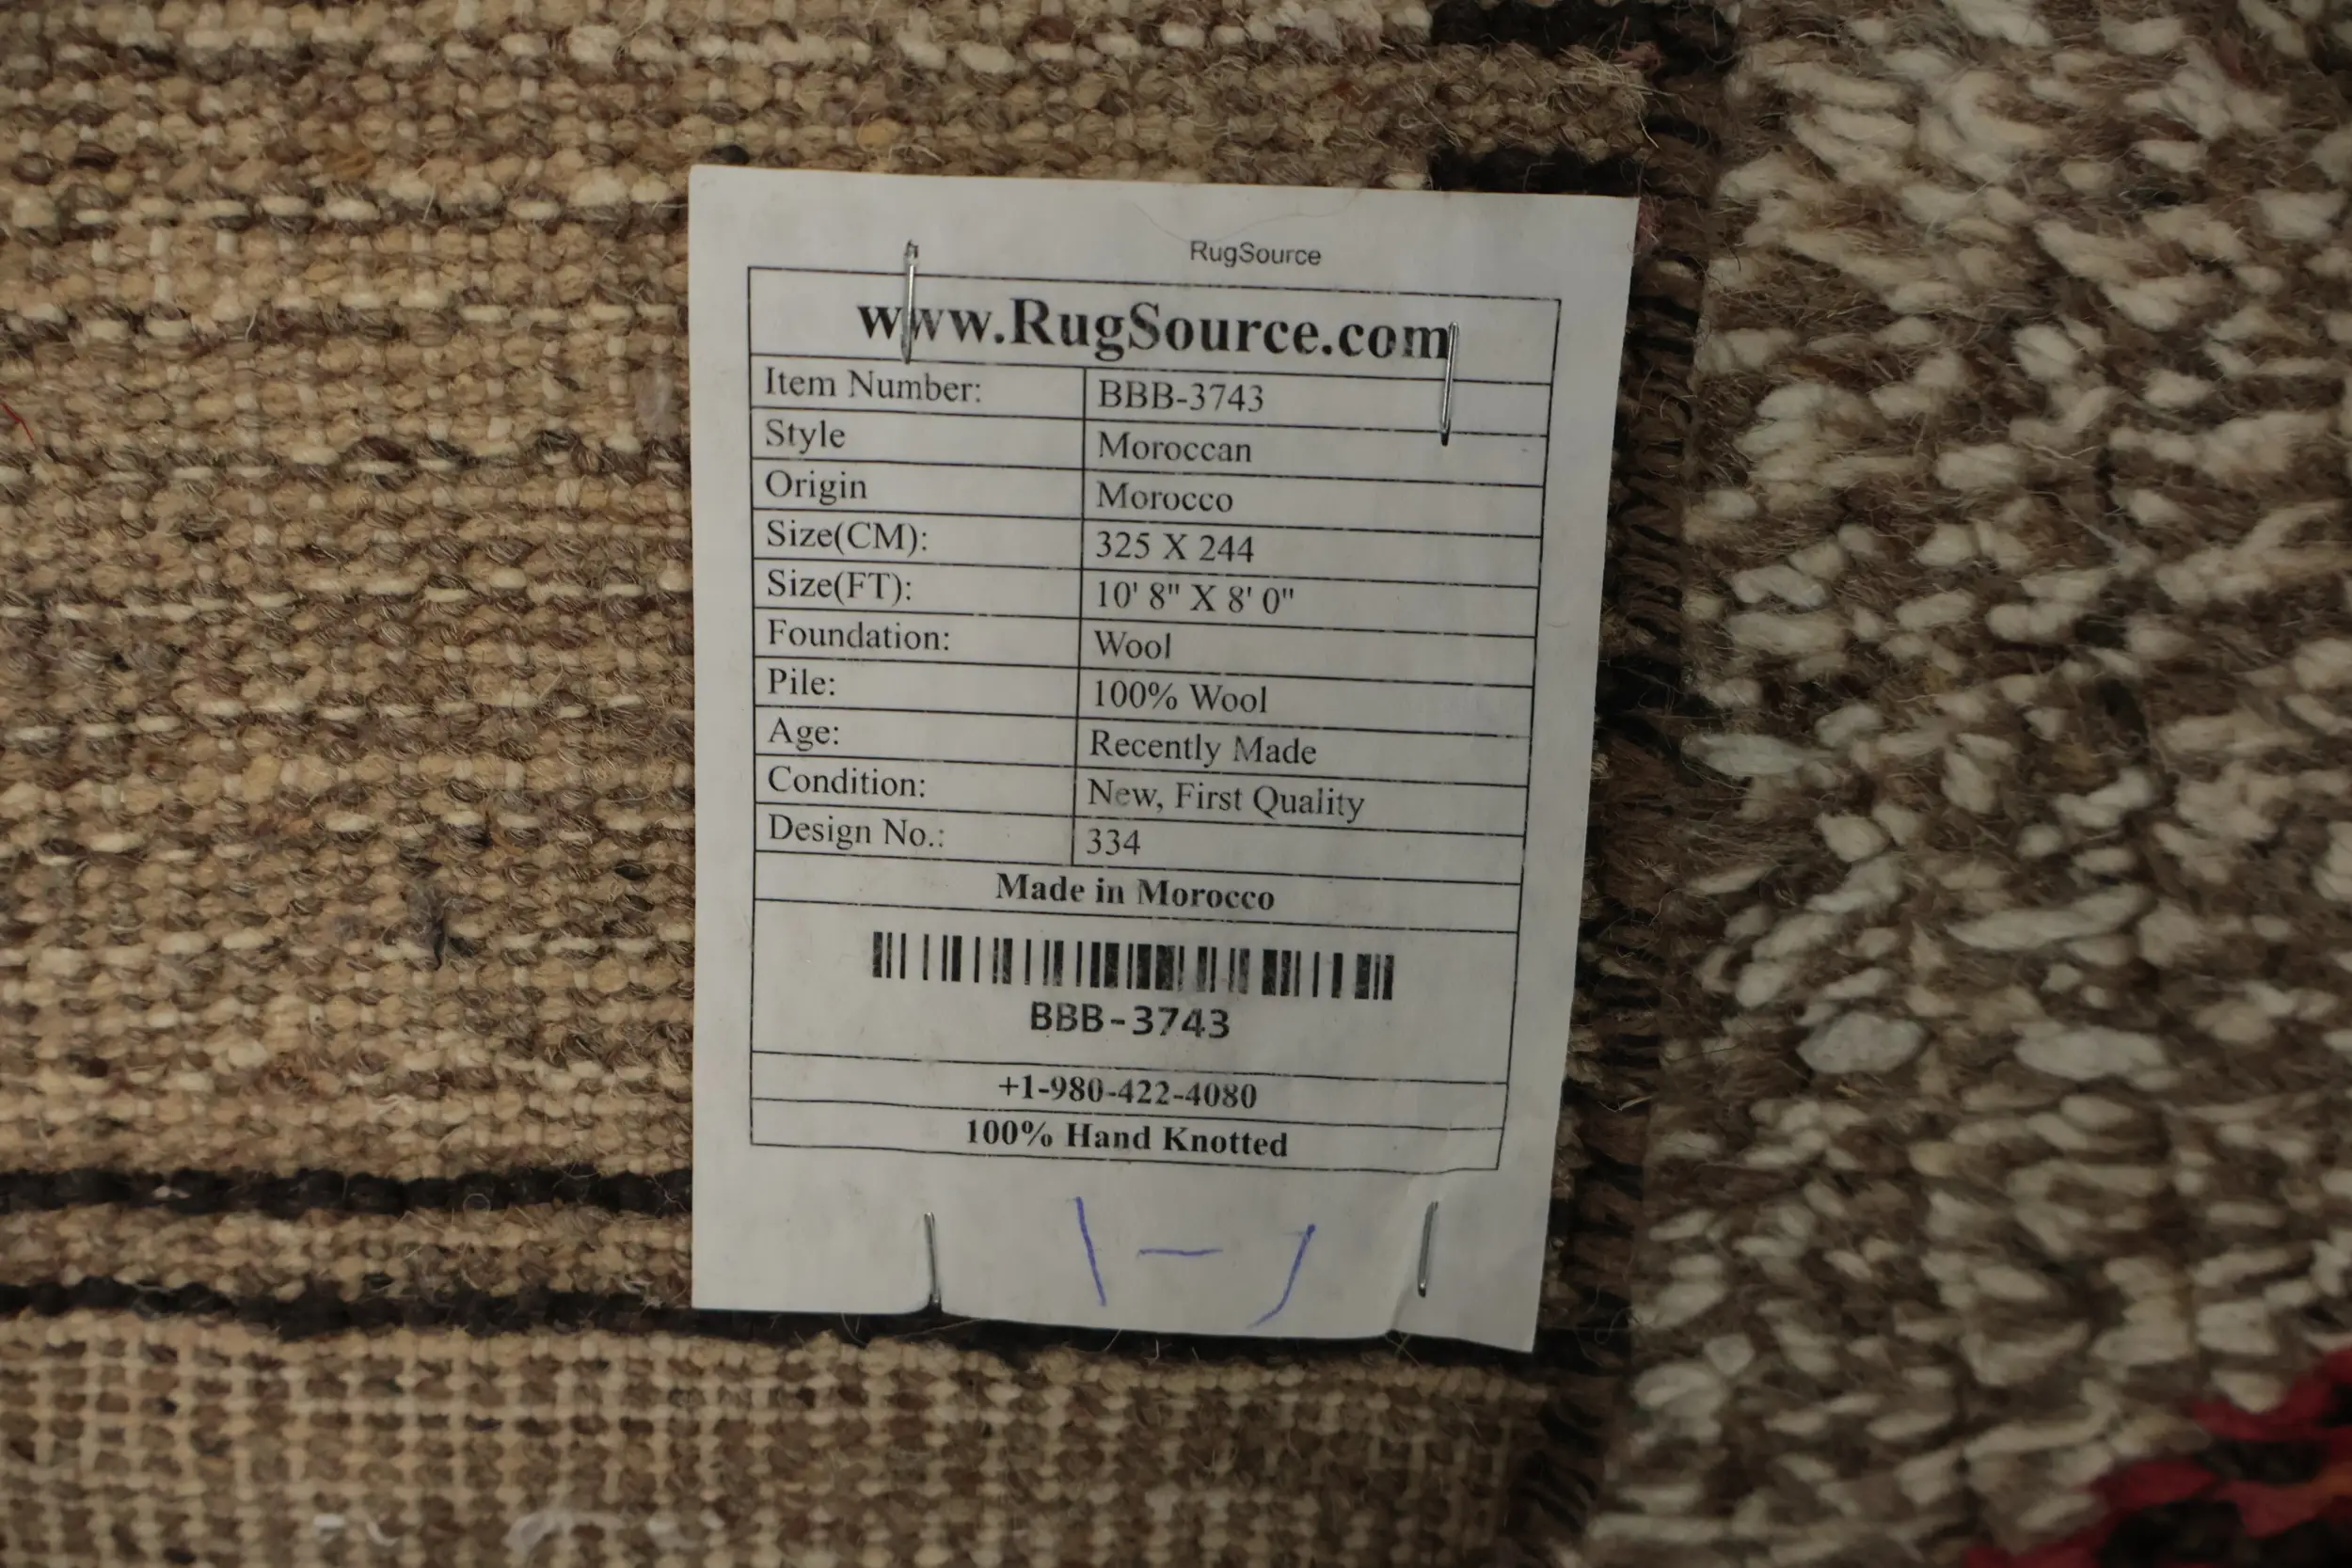 RugSource
www.RugSource.com
Item Number: BBB-3743
Style Moroccan
Origin Morocco
Size(CM): 325 X 244
Size(FT): 10' 8" X 8' 0"
Foundation: Wool
Pile: 100% Wool
Age: Recently Made
Condition: New, First Quality
Design No.: 334
Made in Morocco
BBB-3743
+1-980-422-4080
100% Hand Knotted